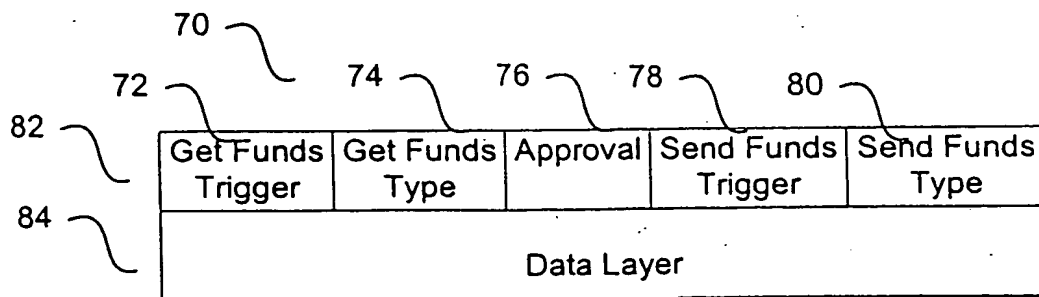 70
72
74
76
78
80
82
Get Funds Trigger
Get Funds Type
Approval
Send Funds Trigger
Send Funds Type
84
Data Layer